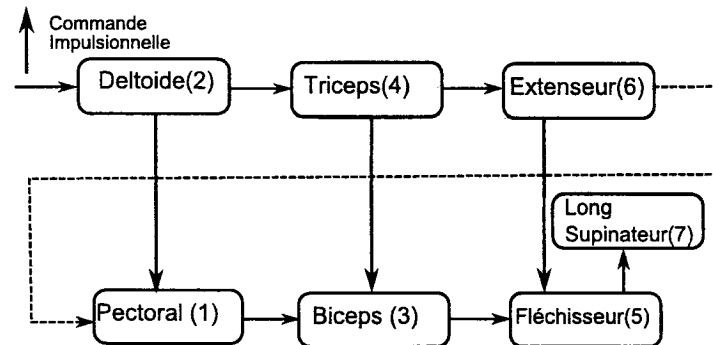 Commande
Impulsionnelle
Deltoide(2)
Triceps(4)
Extenseur(6)
Long
Supinateur(7)
Pectoral (1)
Biceps (3)
Fléchisseur(5)